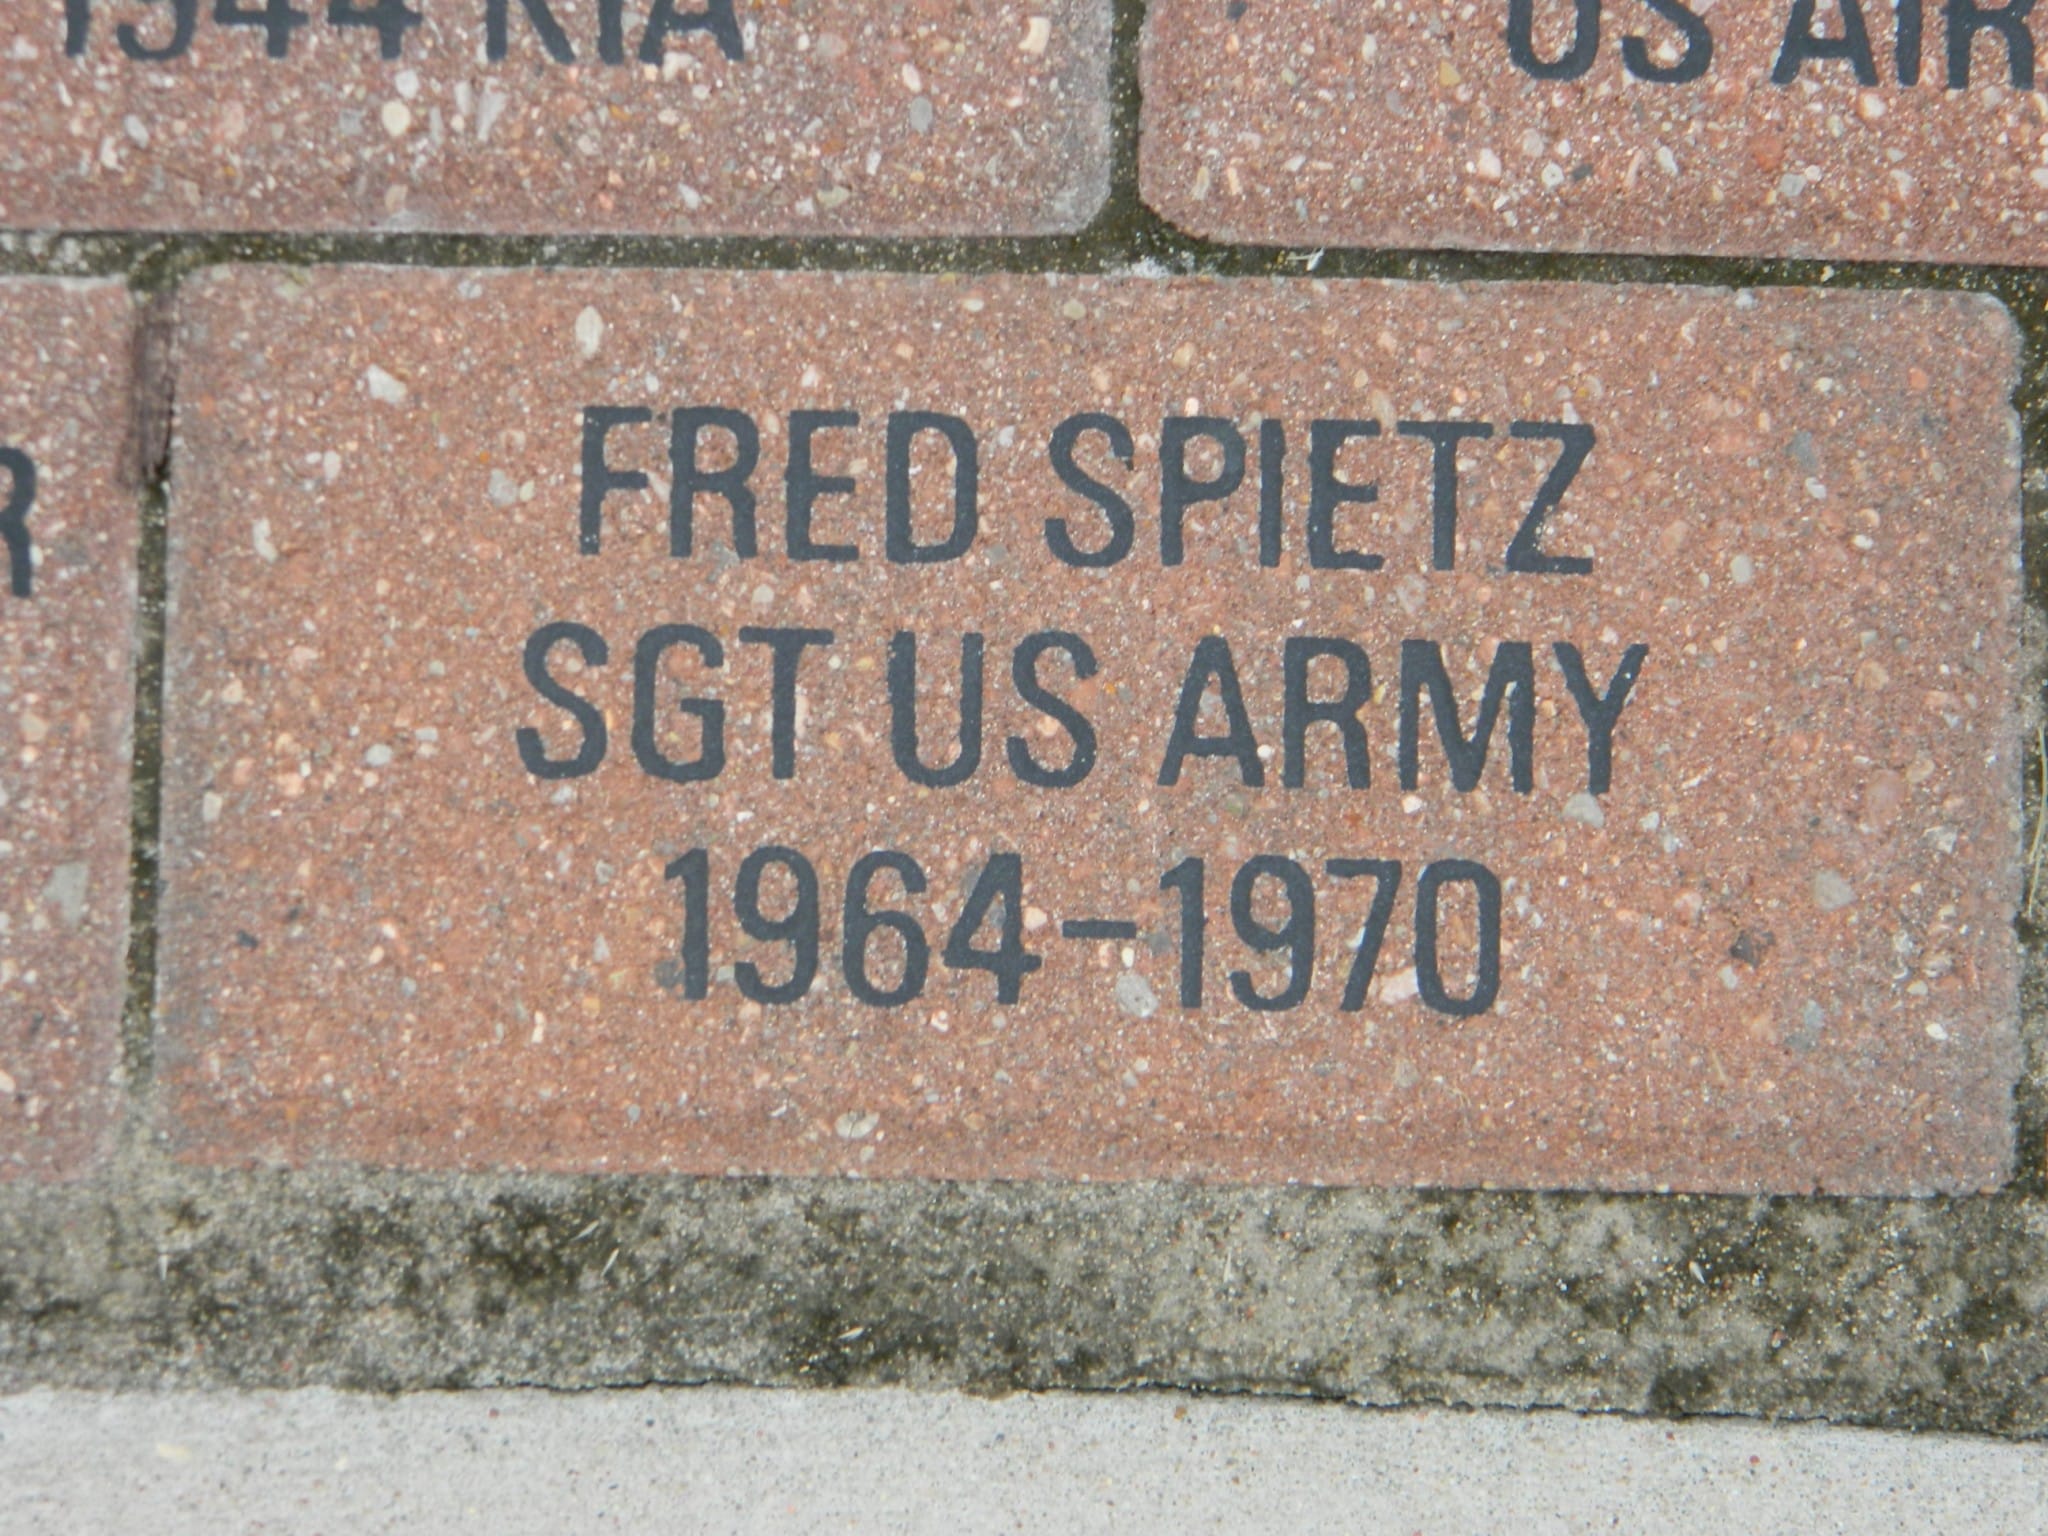 1944 KIA
US AIR
R
FRED SPIETZ
SGT US ARMY
1964-1970